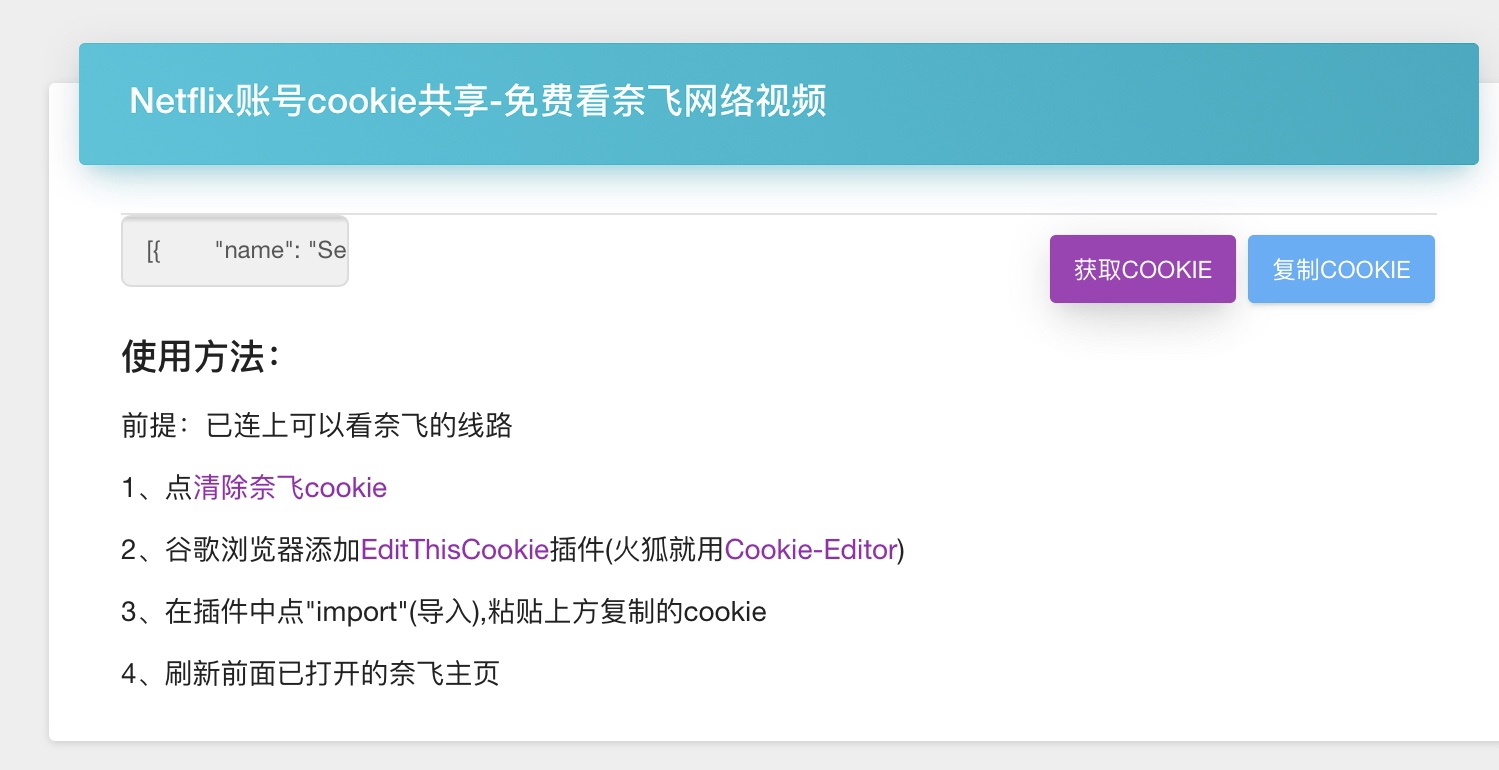 Netflix账号cookie共享-免费看奈飞网络视频
[{ "name": "Se
获取COOKIE
复制COOKIE
使用方法：
前提：已连上可以看奈飞的线路
1、点清除奈飞cookie
2、谷歌浏览器添加EditThisCookie插件(火狐就用Cookie-Editor)
3、在插件中点"import"(导入),粘贴上方复制的cookie
4、刷新前面已打开的奈飞主页